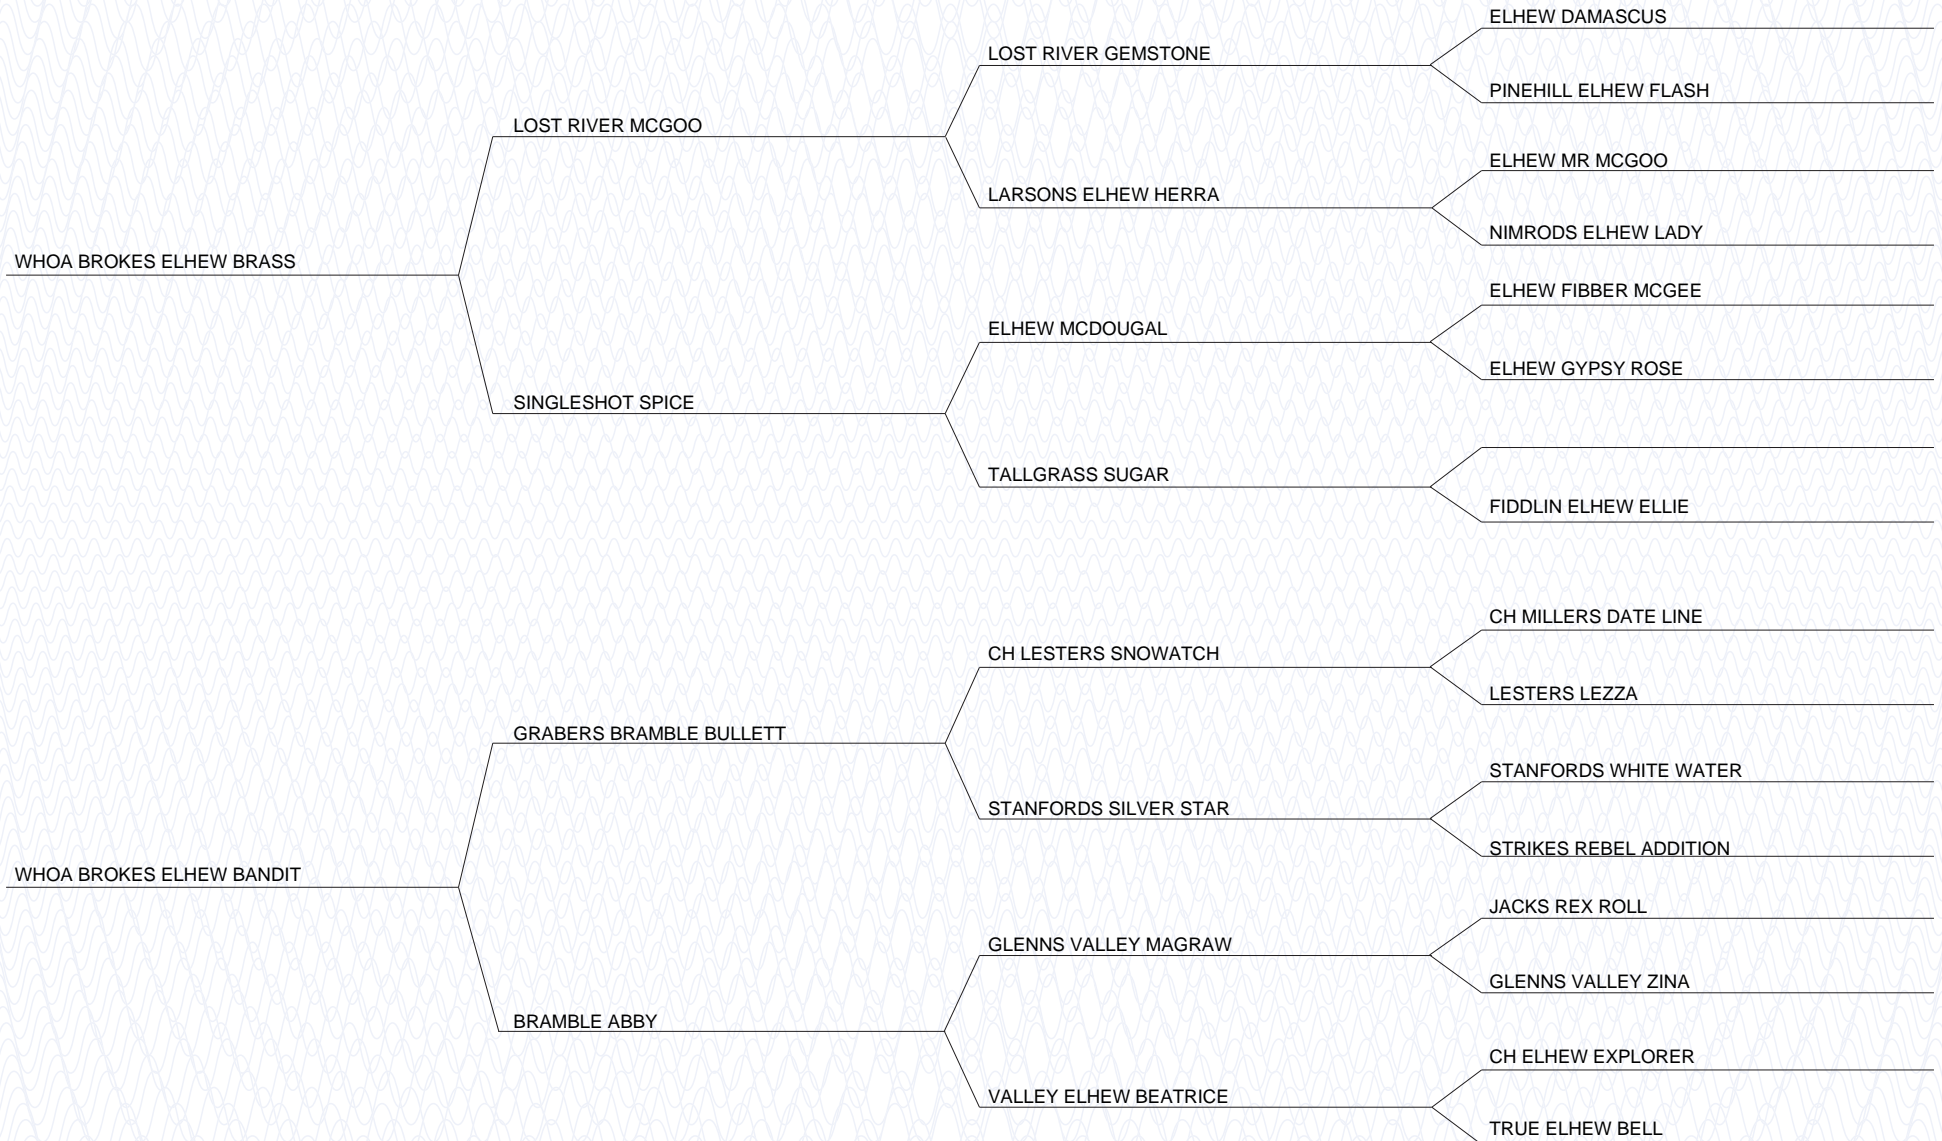 ELHEW DAMASCUS
LOST RIVER GEMSTONE
PINEHILL ELHEW FLASH
LOST RIVER MCGOO
ELHEW MR MCGOO
LARSONS ELHEW HERRA
NIMRODS ELHEW LADY
WHOA BROKES ELHEW BRASS
ELHEW FIBBER MCGEE
ELHEW MCDOUGAL
ELHEW GYPSY ROSE
SINGLESHOT SPICE
TALLGRASS SUGAR
FIDDLIN ELHEW ELLIE
CH MILLERS DATE LINE
CH LESTERS SNOWATCH
LESTERS LEZZA
GRABERS BRAMBLE BULLETT
STANFORDS WHITE WATER
STANFORDS SILVER STAR
STRIKES REBEL ADDITION
WHOA BROKES ELHEW BANDIT
JACKS REX ROLL
GLENNS VALLEY MAGRAW
GLENNS VALLEY ZINA
BRAMBLE ABBY
CH ELHEW EXPLORER
VALLEY ELHEW BEATRICE
TRUE ELHEW BELL